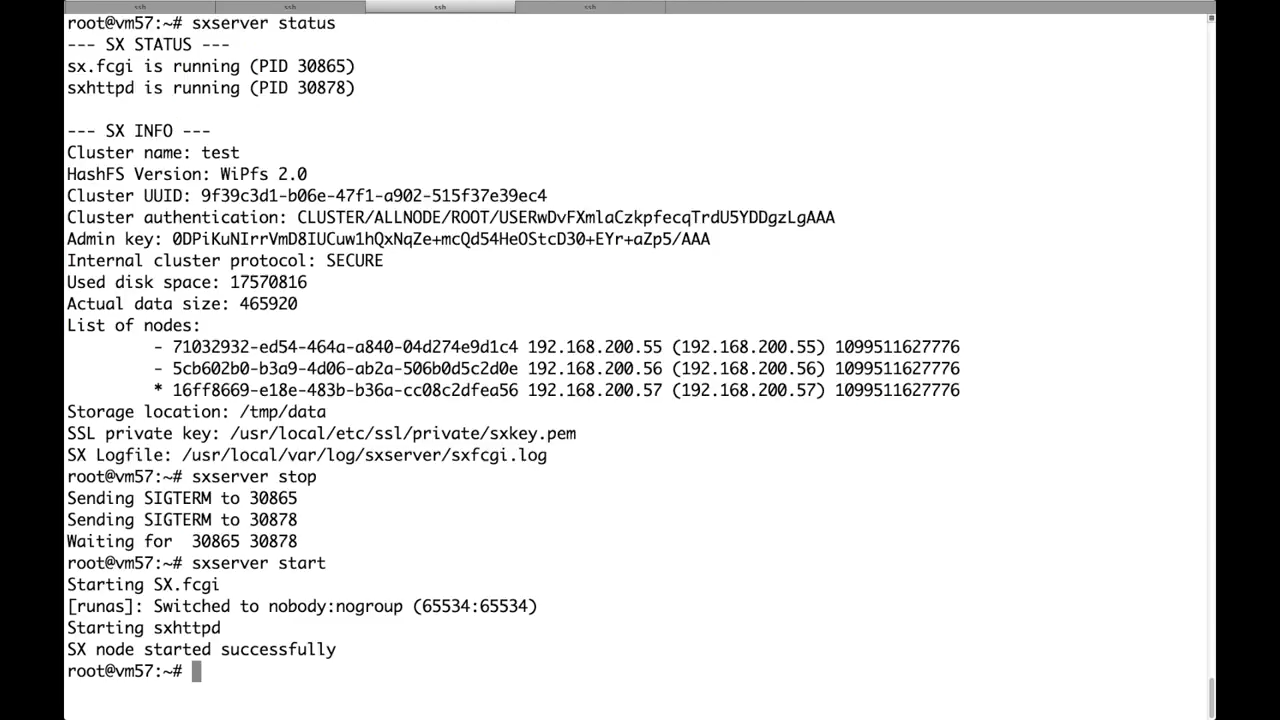 ssh ssh ssh ssh
root@vm57:~# sxserver status
--- SX STATUS ---
sx.fcgi is running (PID 30865)
sxhttpd is running (PID 30878)
--- SX INFO ---
Cluster name: test
HashFS Version: WiPfs 2.0
Cluster UUID: 9f39c3d1-b06e-47f1-a902-515f37e39ec4
Cluster authentication: CLUSTER/ALLNODE/ROOT/USERwDvFXmlaCzkpfecqTrdU5YDDgzLgAAA
Admin key: 0DPiKuNIrrVmD8IUCuw1hQxNqZe+mcQd54HeOStcD30+EYr+aZp5/AAA
Internal cluster protocol: SECURE
Used disk space: 17570816
Actual data size: 465920
List of nodes:
- 71032932-ed54-464a-a840-04d274e9d1c4 192.168.200.55 (192.168.200.55) 1099511627776
- 5cb602b0-b3a9-4d06-ab2a-506b0d5c2d0e 192.168.200.56 (192.168.200.56) 1099511627776
* 16ff8669-e18e-483b-b36a-cc08c2dfea56 192.168.200.57 (192.168.200.57) 1099511627776
Storage location: /tmp/data
SSL private key: /usr/local/etc/ssl/private/sxkey.pem
SX Logfile: /usr/local/var/log/sxserver/sxfcgi.log
root@vm57:~# sxserver stop
Sending SIGTERM to 30865
Sending SIGTERM to 30878
Waiting for  30865 30878
root@vm57:~# sxserver start
Starting SX.fcgi
[runas]: Switched to nobody:nogroup (65534:65534)
Starting sxhttpd
SX node started successfully
root@vm57:~#